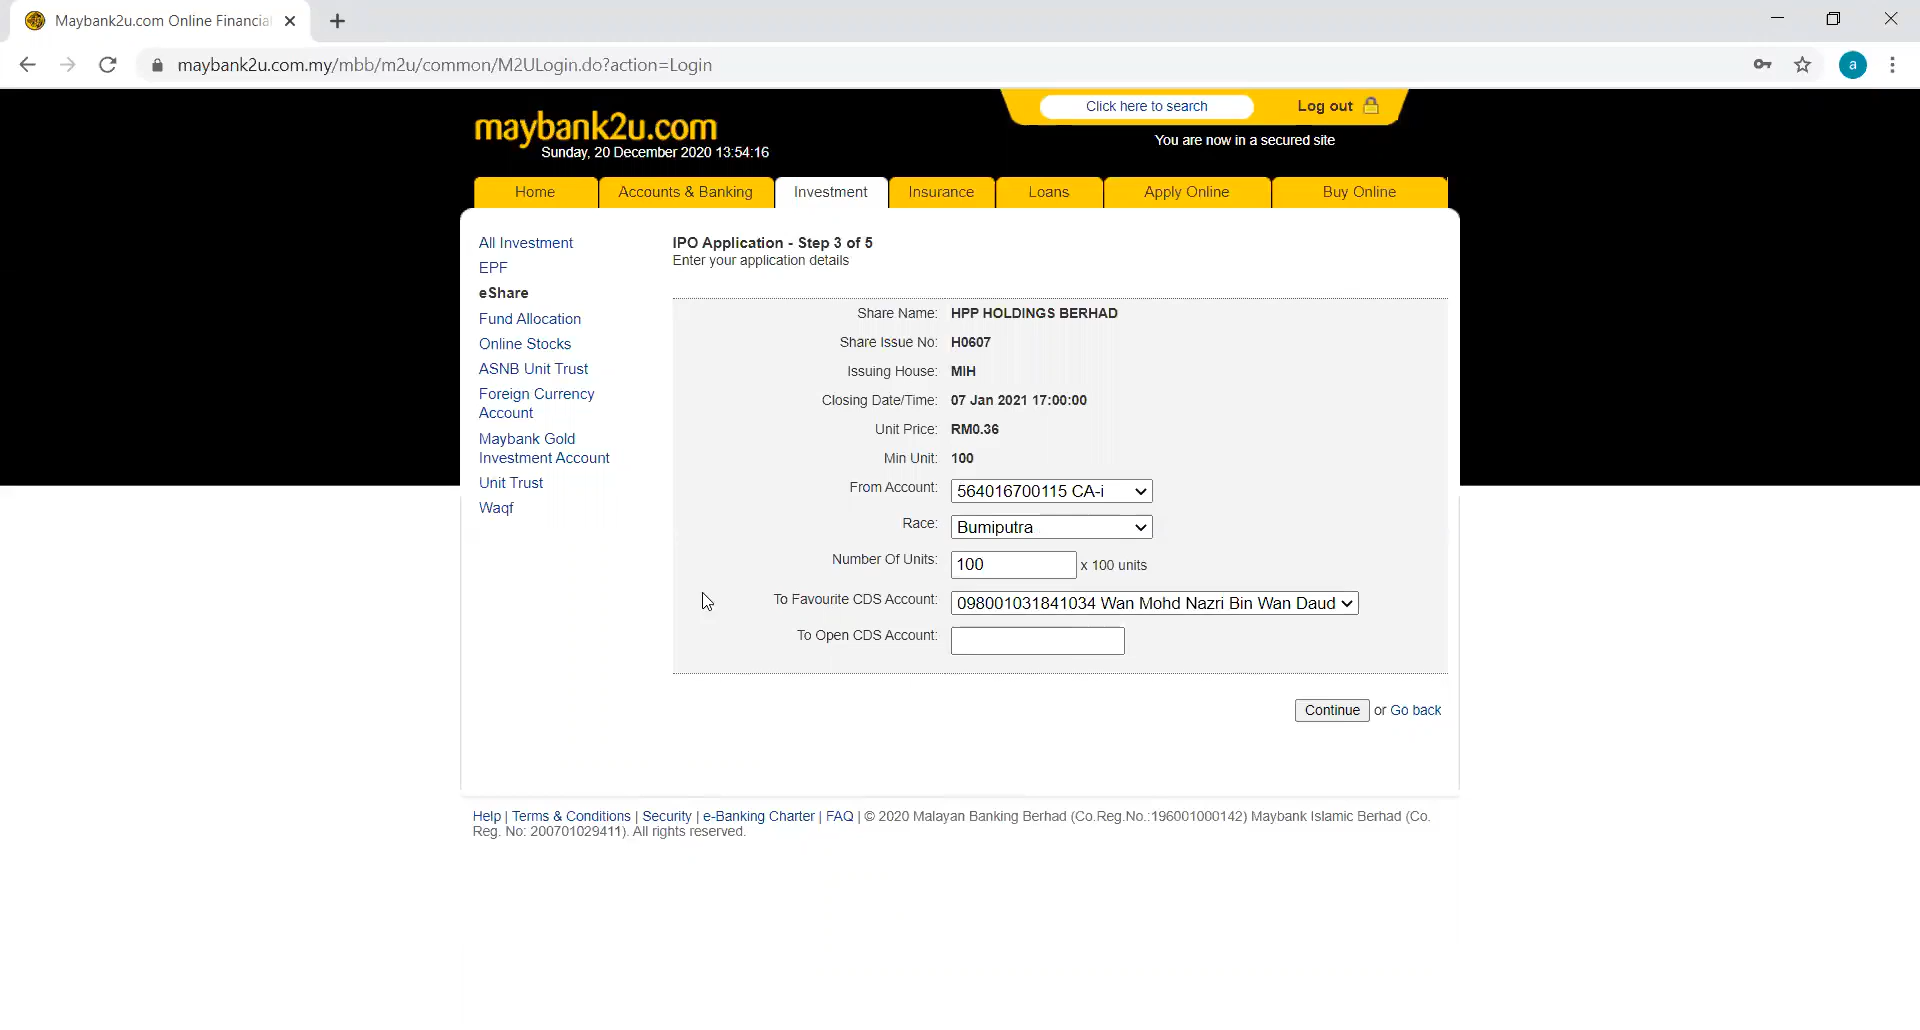 Maybank2u.com Online Financia
maybank2u.com.my/mbb/m2u/common/M2ULogin.do?action=Login
a
Click here to search
Log out
maybank2u.com
Sunday, 20 December 2020 13:54:16
You are now in a secured site
Home
Accounts & Banking
Investment
Insurance
Loans
Apply Online
Buy Online
All Investment
EPF
eShare
Fund Allocation
Online Stocks
ASNB Unit Trust
Foreign Currency
Account
Maybank Gold
Investment Account
Unit Trust
Waqf
IPO Application - Step 3 of 5
Enter your application details
Share Name: HPP HOLDINGS BERHAD
Share Issue No: H0607
Issuing House: MIH
Closing Date/Time: 07 Jan 2021 17:00:00
Unit Price: RM0.36
Min Unit: 100
From Account: 564016700115 CA-i
Race: Bumiputra
Number Of Units: 100 x 100 units
To Favourite CDS Account: 098001031841034 Wan Mohd Nazri Bin Wan Daud
To Open CDS Account:
Continue or Go back
Help | Terms & Conditions | Security | e-Banking Charter | FAQ | © 2020 Malayan Banking Berhad (Co.Reg.No.:196001000142) Maybank Islamic Berhad (Co.
Reg. No: 200701029411). All rights reserved.